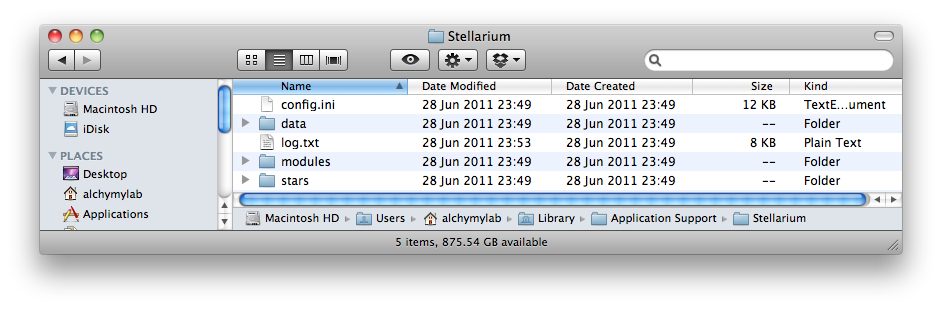 Stellarium
Name Date Modified Date Created Size Kind
DEVICES
Macintosh HD
iDisk
PLACES
Desktop
alchymylab
Applications
config.ini 28 Jun 2011 23:49 28 Jun 2011 23:49 12 KB TextE...ument
data 28 Jun 2011 23:49 28 Jun 2011 23:49 -- Folder
log.txt 28 Jun 2011 23:53 28 Jun 2011 23:49 8 KB Plain Text
modules 28 Jun 2011 23:49 28 Jun 2011 23:49 -- Folder
stars 28 Jun 2011 23:49 28 Jun 2011 23:49 -- Folder
Macintosh HD Users alchymylab Library Application Support Stellarium
5 items, 875.54 GB available